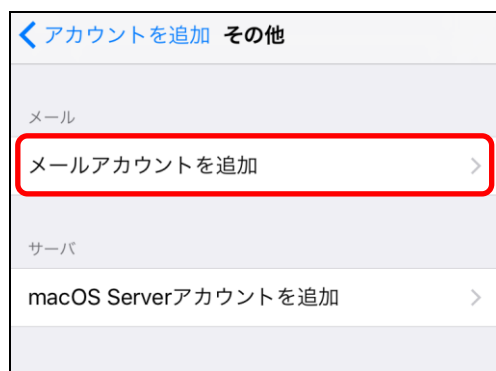 アカウントを追加 その他
メール
メールアカウントを追加
サーバ
macOS Serverアカウントを追加